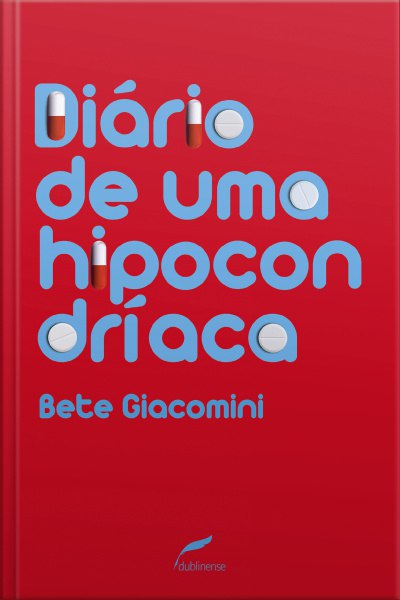 Diário
de uma
hipocon
dríaca
Bete Giacomini
dublinense